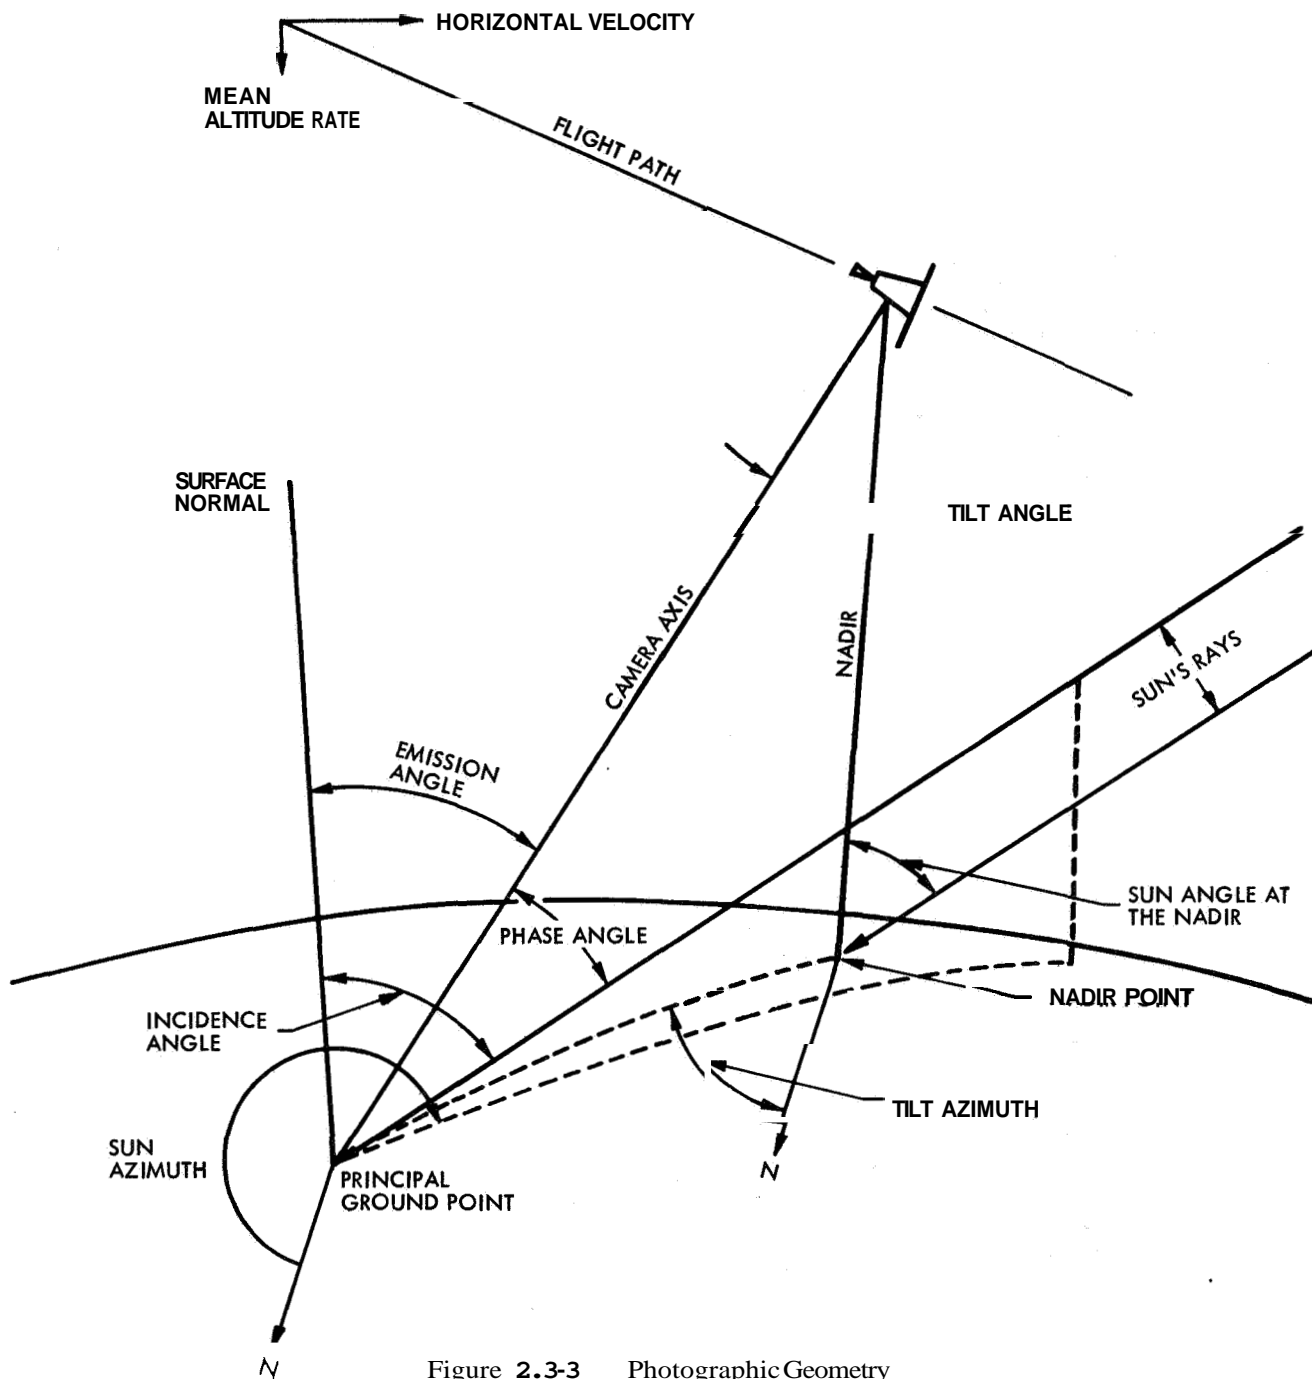 HORIZONTAL VELOCITY
MEAN
ALTITUDE RATE
FLIGHT PATH
SURFACE
NORMAL
TILT ANGLE
CAMERA AXIS
NADIR
SUN'S RAYS
EMISSION
ANGLE
SUN ANGLE AT
THE NADIR
PHASE ANGLE
NADIR POINT
INCIDENCE
ANGLE
TILT AZIMUTH
SUN
AZIMUTH
PRINCIPAL
GROUND POINT
N
N
Figure 2.3-3 Photographic Geometry